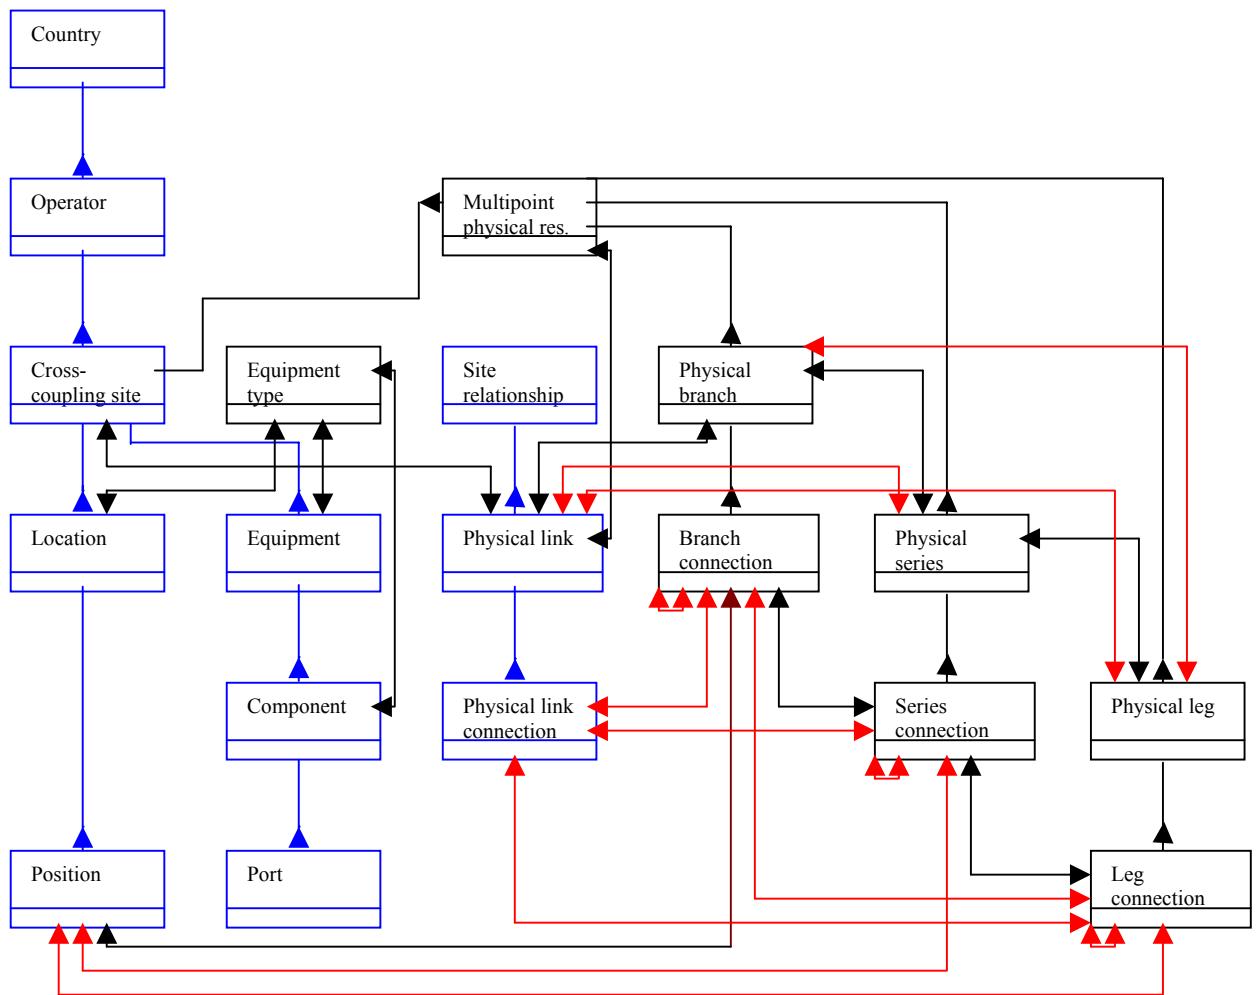 Country
Operator
Multipoint
physical res.
Cross-
coupling site
Equipment
type
Site
relationship
Physical
branch
Location
Equipment
Physical link
Branch
connection
Physical
series
Component
Physical link
connection
Series
connection
Physical leg
Position
Port
Leg
connection